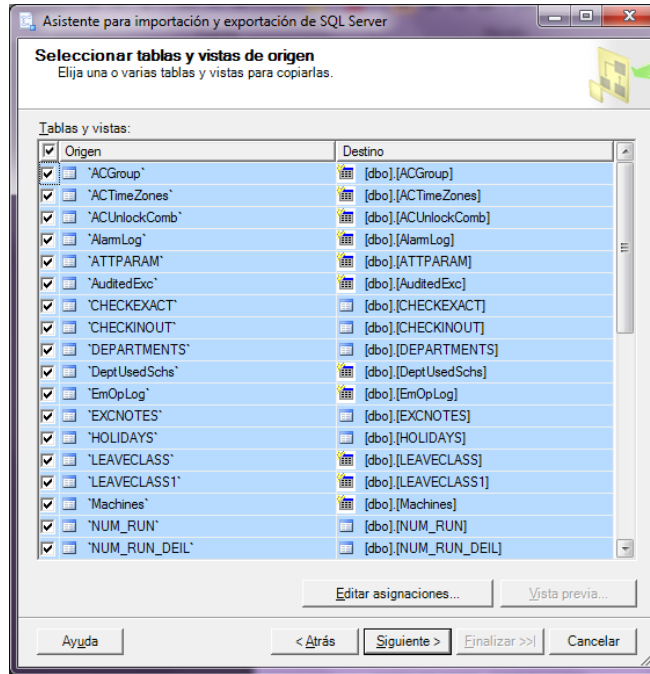 Asistente para importación y exportación de SQL Server
Seleccionar tablas y vistas de origen
Elija una o varias tablas y vistas para copiarlas.
Tablas y vistas:
Origen Destino
`ACGroup` [dbo].[ACGroup]
`ACTimeZones` [dbo].[ACTimeZones]
`ACUnlockComb` [dbo].[ACUnlockComb]
`AlarmLog` [dbo].[AlarmLog]
`ATTPARAM` [dbo].[ATTPARAM]
`AuditedExc` [dbo].[AuditedExc]
`CHECKEXACT` [dbo].[CHECKEXACT]
`CHECKINOUT` [dbo].[CHECKINOUT]
`DEPARTMENTS` [dbo].[DEPARTMENTS]
`DeptUsedSchs` [dbo].[DeptUsedSchs]
`EmOpLog` [dbo].[EmOpLog]
`EXCNOTES` [dbo].[EXCNOTES]
`HOLIDAYS` [dbo].[HOLIDAYS]
`LEAVECLASS` [dbo].[LEAVECLASS]
`LEAVECLASS1` [dbo].[LEAVECLASS1]
`Machines` [dbo].[Machines]
`NUM_RUN` [dbo].[NUM_RUN]
`NUM_RUN_DEIL` [dbo].[NUM_RUN_DEIL]
Editar asignaciones... Vista previa...
Ayuda < Atrás Siguiente > Finalizar >>| Cancelar